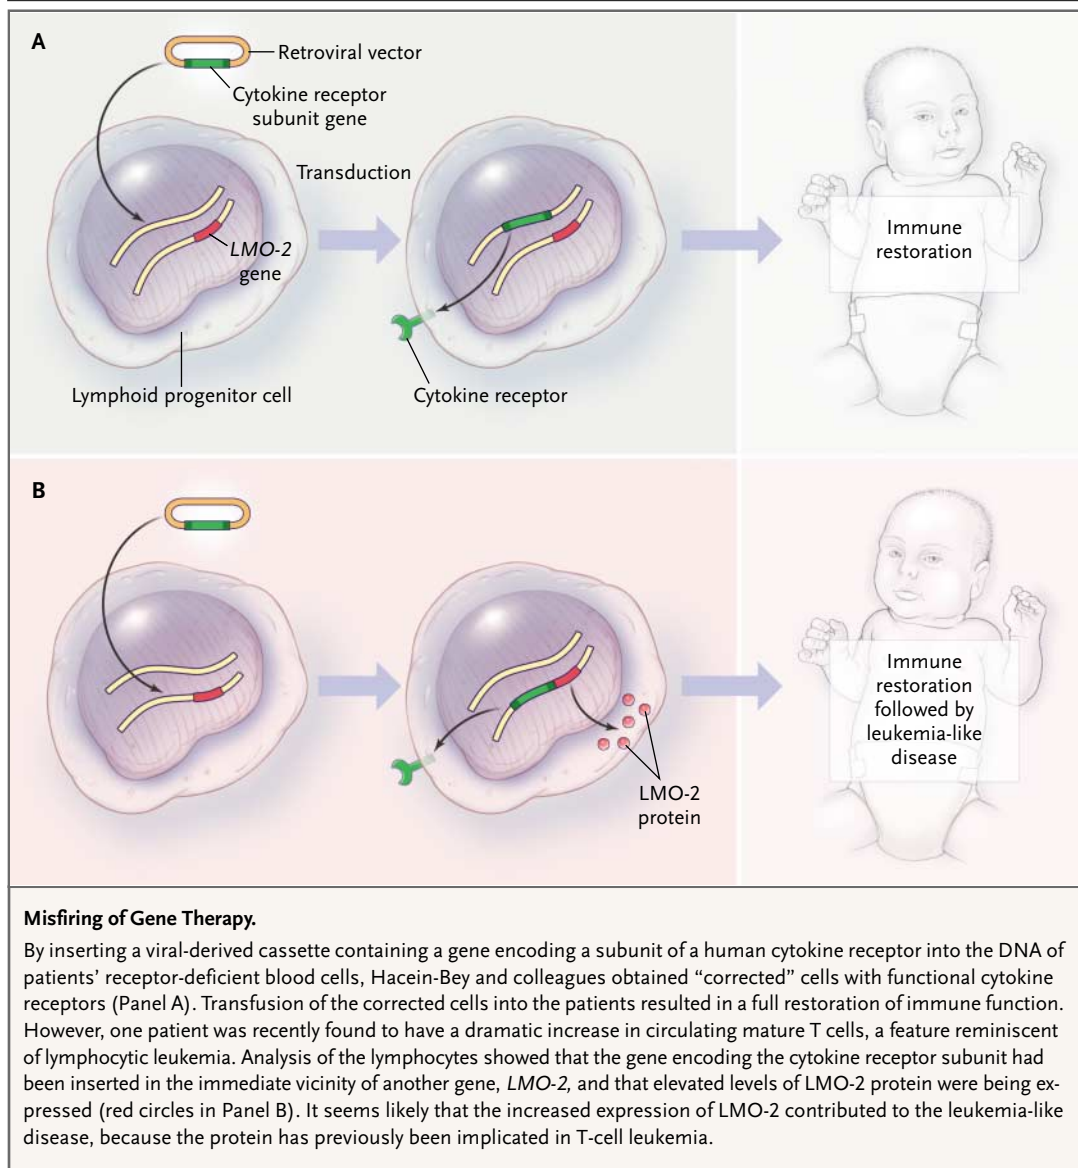 A
Retroviral vector
Cytokine receptor
subunit gene
Transduction
LMO-2
gene
Lymphoid progenitor cell
Cytokine receptor
Immune
restoration
B
LMO-2
protein
Immune
restoration
followed by
leukemia-like
disease
Misfiring of Gene Therapy.
By inserting a viral-derived cassette containing a gene encoding a subunit of a human cytokine receptor into the DNA of
patients’ receptor-deficient blood cells, Hacein-Bey and colleagues obtained “corrected” cells with functional cytokine
receptors (Panel A). Transfusion of the corrected cells into the patients resulted in a full restoration of immune function.
However, one patient was recently found to have a dramatic increase in circulating mature T cells, a feature reminiscent
of lymphocytic leukemia. Analysis of the lymphocytes showed that the gene encoding the cytokine receptor subunit had
been inserted in the immediate vicinity of another gene, LMO-2, and that elevated levels of LMO-2 protein were being ex-
pressed (red circles in Panel B). It seems likely that the increased expression of LMO-2 contributed to the leukemia-like
disease, because the protein has previously been implicated in T-cell leukemia.